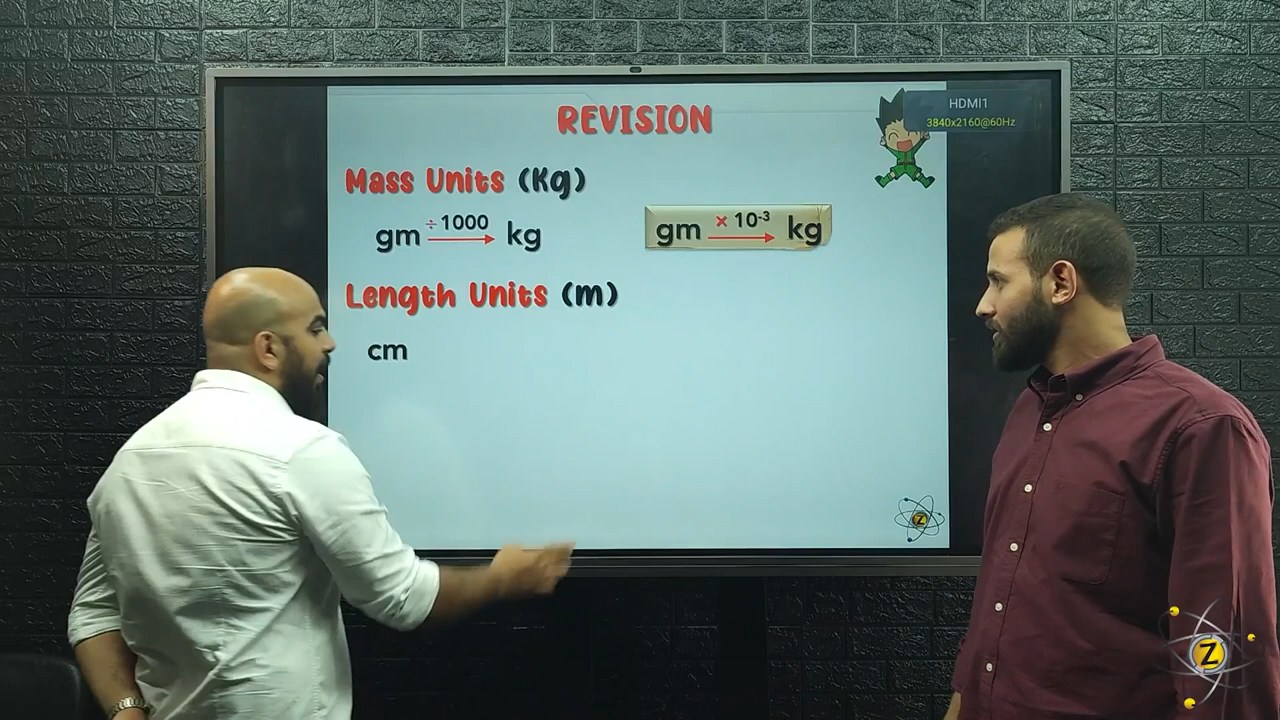 REVISION
HDMI1
3840x2160@60Hz
Mass Units (Kg)
gm ÷1000 kg
gm × 10⁻³ kg
Length Units (m)
cm
Z
Z